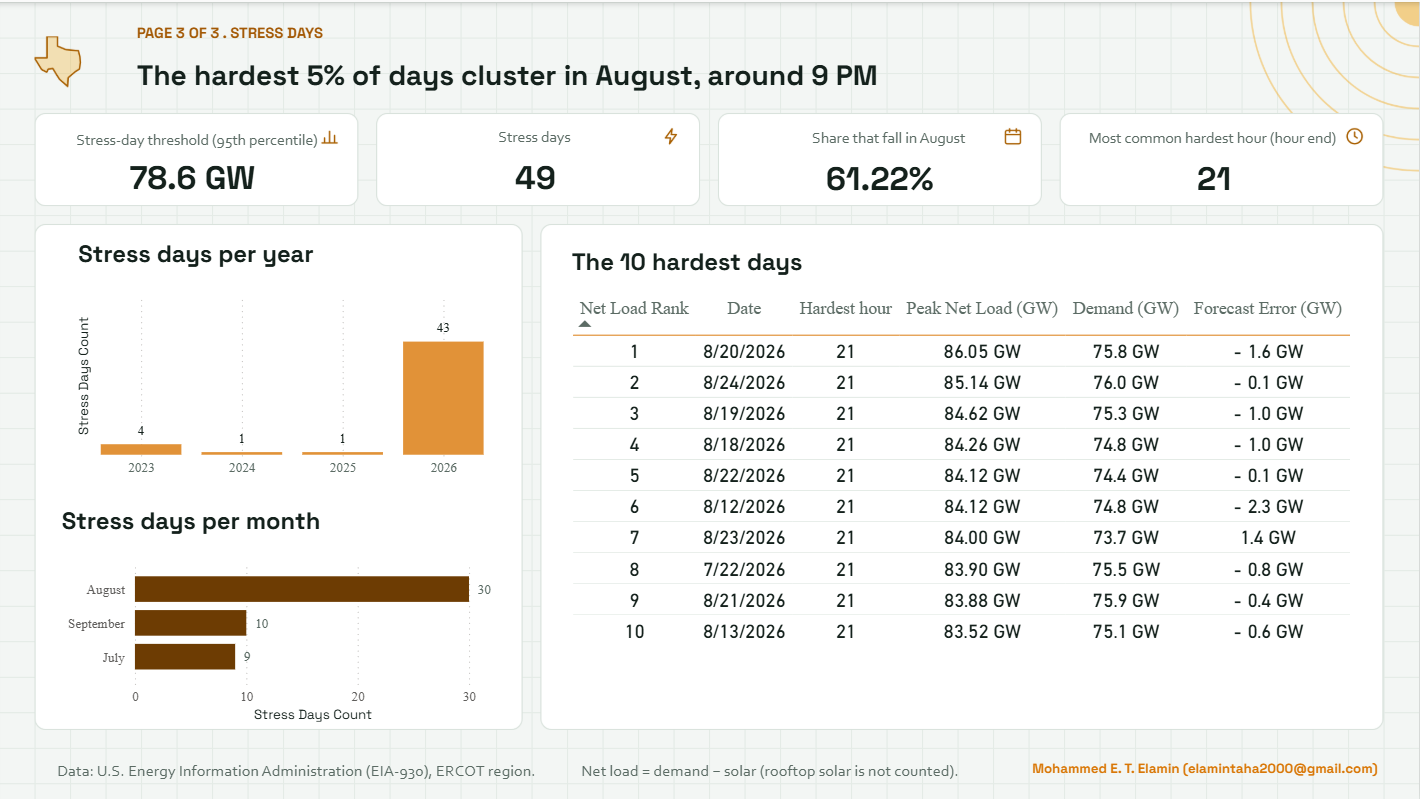 PAGE 3 OF 3 . STRESS DAYS
The hardest 5% of days cluster in August, around 9 PM
Stress-day threshold (95th percentile)
78.6 GW
Stress days
49
Share that fall in August
61.22%
Most common hardest hour (hour end)
21
Stress days per year
Stress Days Count
4
1
1
43
2023
2024
2025
2026
Stress days per month
August 30
September 10
July 9
0 10 20 30
Stress Days Count
The 10 hardest days
Net Load Rank Date Hardest hour Peak Net Load (GW) Demand (GW) Forecast Error (GW)
1 8/20/2026 21 86.05 GW 75.8 GW - 1.6 GW
2 8/24/2026 21 85.14 GW 76.0 GW - 0.1 GW
3 8/19/2026 21 84.62 GW 75.3 GW - 1.0 GW
4 8/18/2026 21 84.26 GW 74.8 GW - 1.0 GW
5 8/22/2026 21 84.12 GW 74.4 GW - 0.1 GW
6 8/12/2026 21 84.12 GW 74.8 GW - 2.3 GW
7 8/23/2026 21 84.00 GW 73.7 GW 1.4 GW
8 7/22/2026 21 83.90 GW 75.5 GW - 0.8 GW
9 8/21/2026 21 83.88 GW 75.9 GW - 0.4 GW
10 8/13/2026 21 83.52 GW 75.1 GW - 0.6 GW
Data: U.S. Energy Information Administration (EIA-930), ERCOT region.
Net load = demand − solar (rooftop solar is not counted).
Mohammed E. T. Elamin (elamintaha2000@gmail.com)